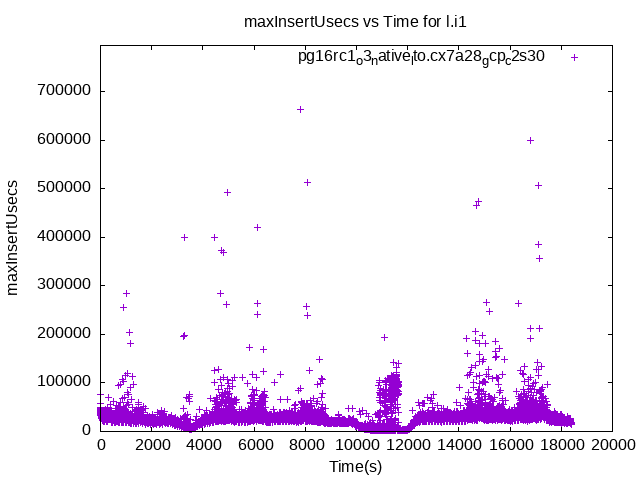 maxInsertUsecs vs Time for l.i1
pg16rc1o3native_lto.cx7a28gcpc2s30
700000
600000
500000
400000
300000
200000
100000
0
maxInsertUsecs
0 2000 4000 6000 8000 10000 12000 14000 16000 18000 20000
Time(s)